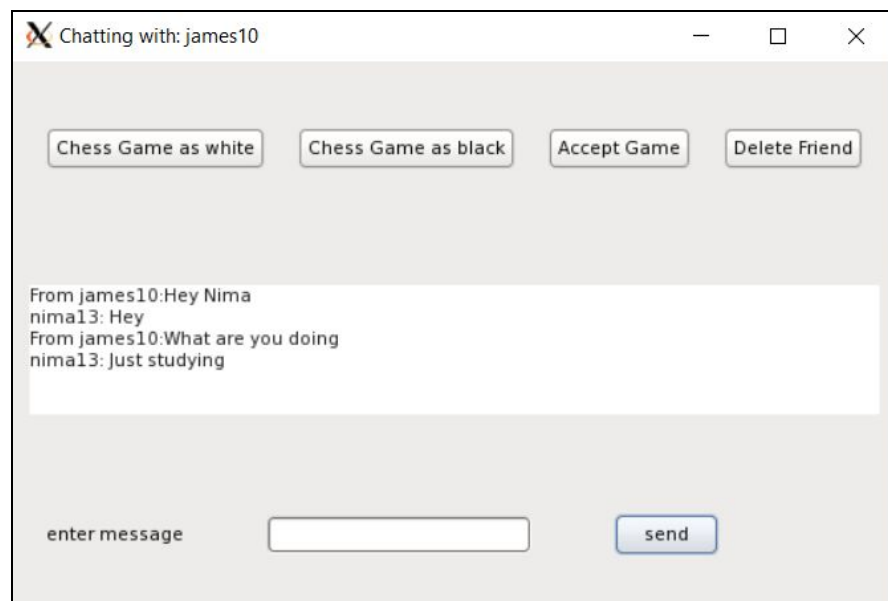 Chatting with: james10
Chess Game as white
Chess Game as black
Accept Game
Delete Friend
From james10:Hey Nima
nima13: Hey
From james10:What are you doing
nima13: Just studying
enter message
send